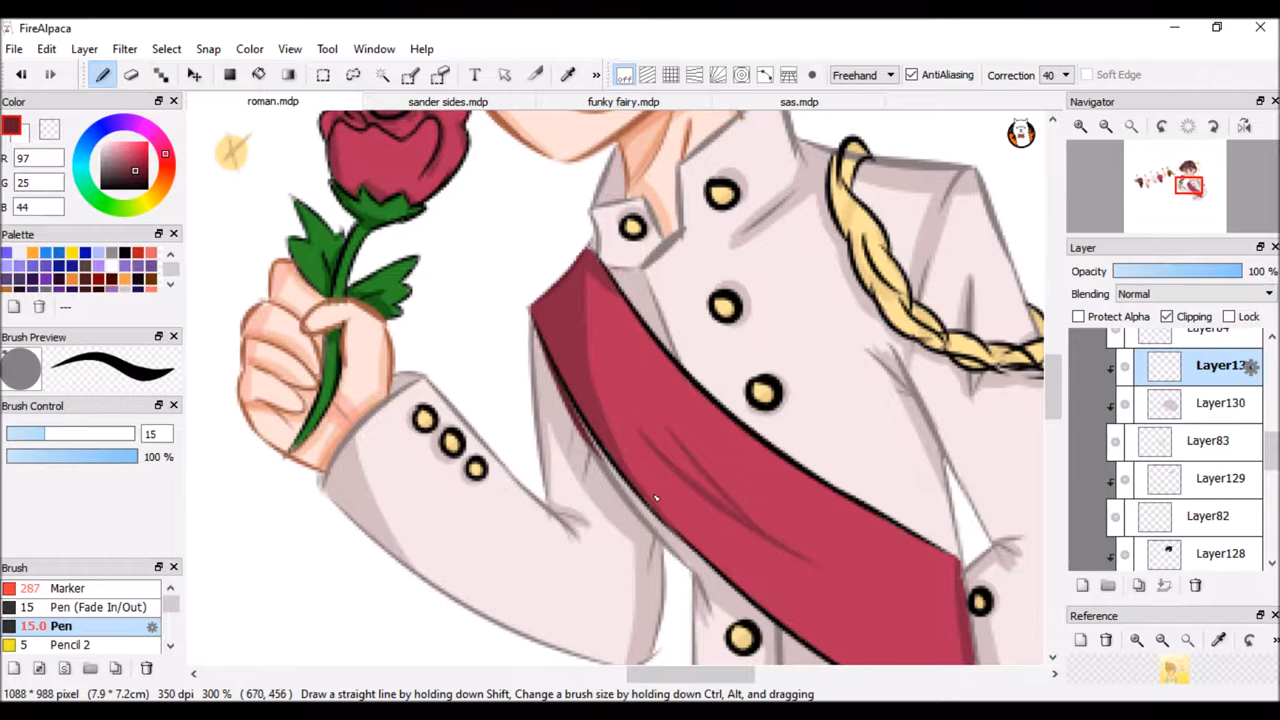 FireAlpaca
File Edit Layer Filter Select Snap Color View Tool Window Help
off Freehand AntiAliasing Correction 40 Soft Edge
Color
roman.mdp sander sides.mdp funky fairy.mdp sas.mdp
Navigator
R 97
G 25
B 44
Palette
---
Brush Preview
Brush Control
15
100 %
Brush
287 Marker
15 Pen (Fade In/Out)
15.0 Pen
5 Pencil 2
Layer
Opacity 100 %
Blending Normal
Protect Alpha Clipping Lock
Layer84
Layer13
Layer130
Layer83
Layer129
Layer82
Layer128
Reference
1088 * 988 pixel (7.9 * 7.2cm) 350 dpi 300 % ( 670, 456 ) Draw a straight line by holding down Shift, Change a brush size by holding down Ctrl, Alt, and dragging